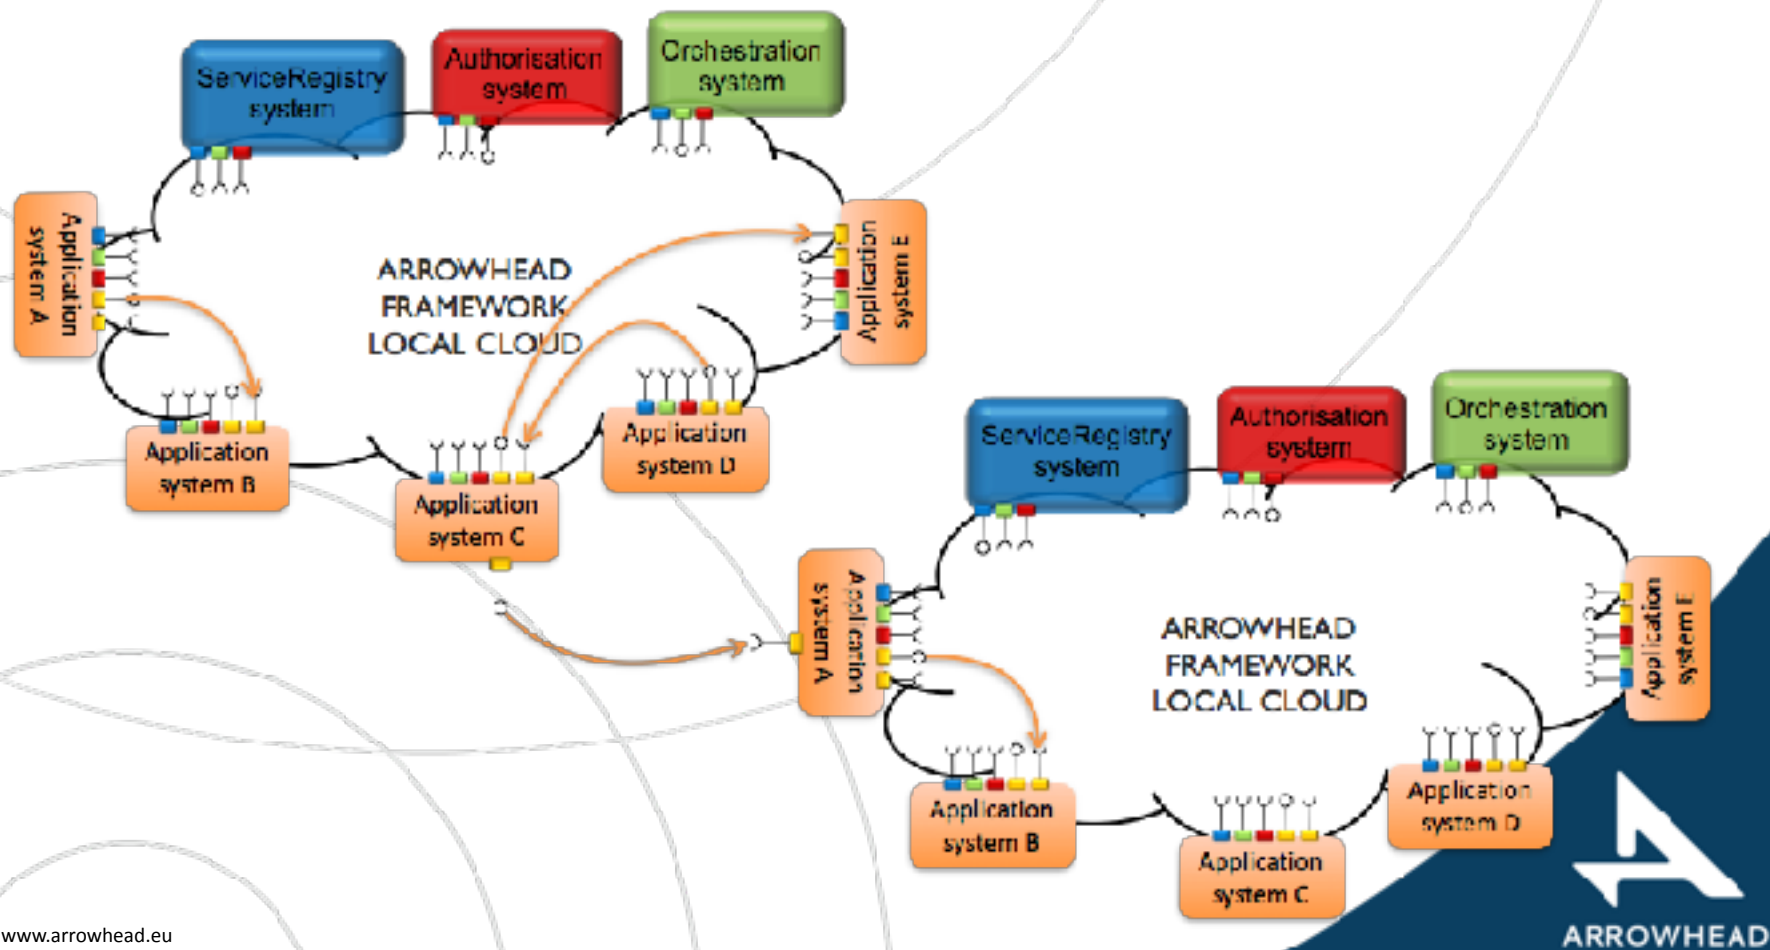 ServiceRegistry
system
Authorisation
system
Orchestration
system
Application
system A
ARROWHEAD
FRAMEWORK
LOCAL CLOUD
Application
system E
Application
system B
Application
system C
Application
system D
ServiceRegistry
system
Authorisation
system
Orchestration
system
Application
system A
ARROWHEAD
FRAMEWORK
LOCAL CLOUD
Application
system E
Application
system B
Application
system C
Application
system D
www.arrowhead.eu
ARROWHEAD